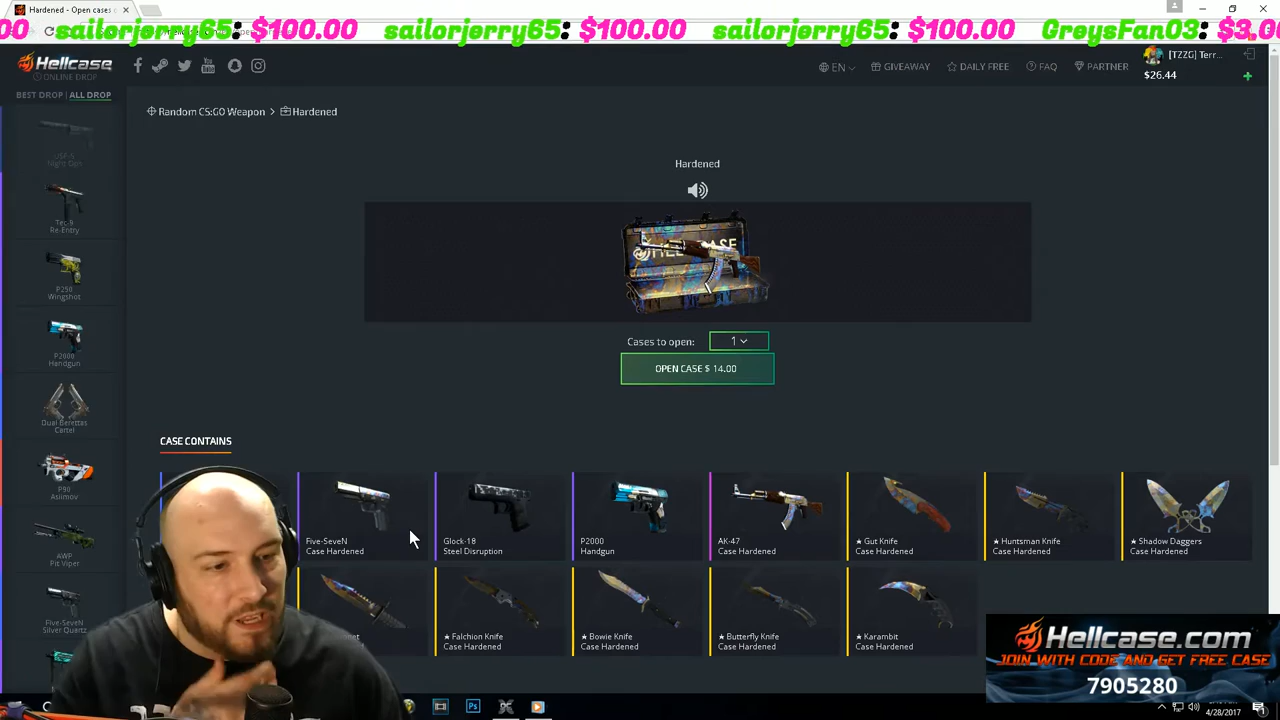 Hardened - Open cases
sailorjerry65: $100.00 sailorjerry65: $100.00 sailorjerry65: $100.00 GreysFan03: $3.0
Hellcase
ONLINE DROP
EN
GIVEAWAY
DAILY FREE
FAQ
PARTNER
[TZZG] Terr...
$26.44
BEST DROP | ALL DROP
Random CS:GO Weapon > Hardened
Hardened
HELLCASE
Cases to open: 1
OPEN CASE $ 14.00
CASE CONTAINS
Tec-9
Re-Entry
P250
Wingshot
P2000
Handgun
Dual Berettas
Cartel
P90
Asiimov
AWP
Pit Viper
Five-SeveN
Silver Quartz
Five-SeveN
Case Hardened
Glock-18
Steel Disruption
P2000
Handgun
AK-47
Case Hardened
★ Gut Knife
Case Hardened
★ Huntsman Knife
Case Hardened
★ Shadow Daggers
Case Hardened
★ Falchion Knife
Case Hardened
★ Bowie Knife
Case Hardened
★ Butterfly Knife
Case Hardened
★ Karambit
Case Hardened
Hellcase.com
JOIN WITH CODE AND GET FREE CASE
7905280
4/28/2017